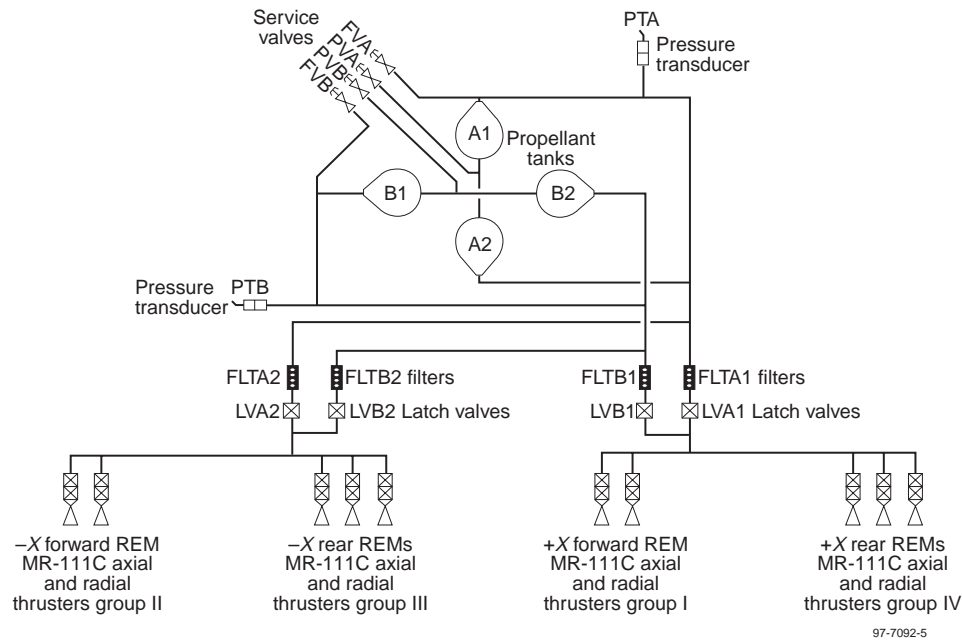 Service
valves
FVA
PVA
PVB
FVB
PTA
Pressure
transducer
A1
Propellant
tanks
B1
B2
A2
Pressure PTB
transducer
FLTA2
FLTB2 filters
FLTB1
FLTA1 filters
LVA2
LVB2 Latch valves
LVB1
LVA1 Latch valves
–X forward REM
MR-111C axial
and radial
thrusters group II
–X rear REMs
MR-111C axial
and radial
thrusters group III
+X forward REM
MR-111C axial
and radial
thrusters group I
+X rear REMs
MR-111C axial
and radial
thrusters group IV
97-7092-5